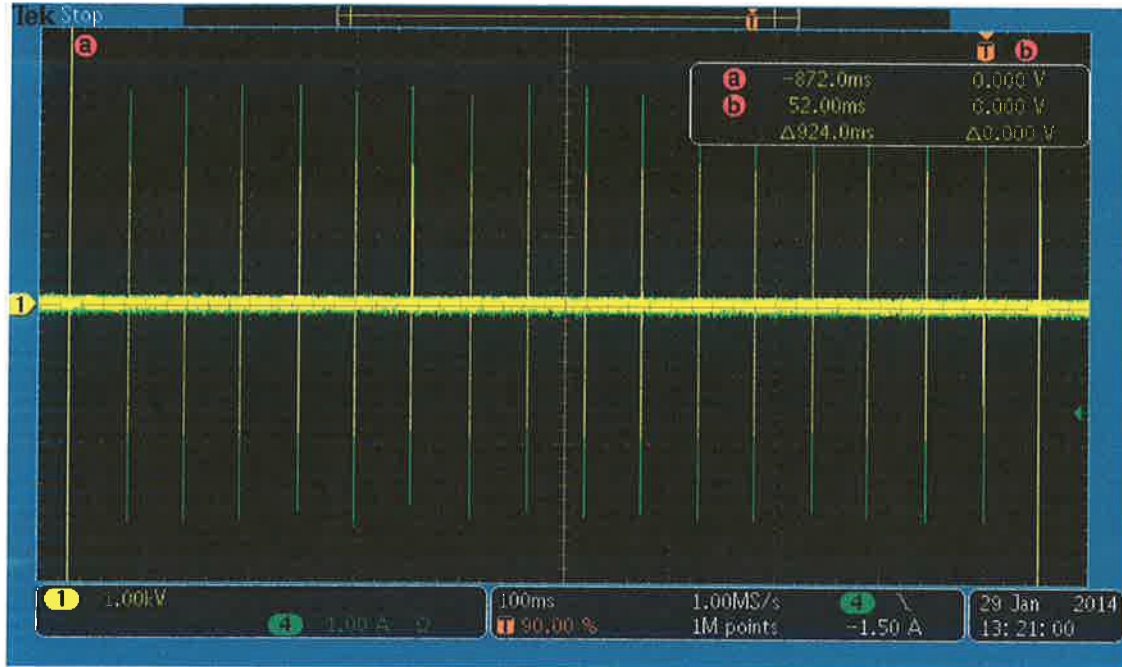 Tek Stop
T
a
T b
a -872.0ms 0.000 V
b 52.00ms 0.000 V
Δ924.0ms Δ0.000 V
1
1 1.00kV
4 1.00 A Ω
100ms 1.00MS/s 4 \
T 90.00 % 1M points -1.50 A
29 Jan 2014
13:21:00